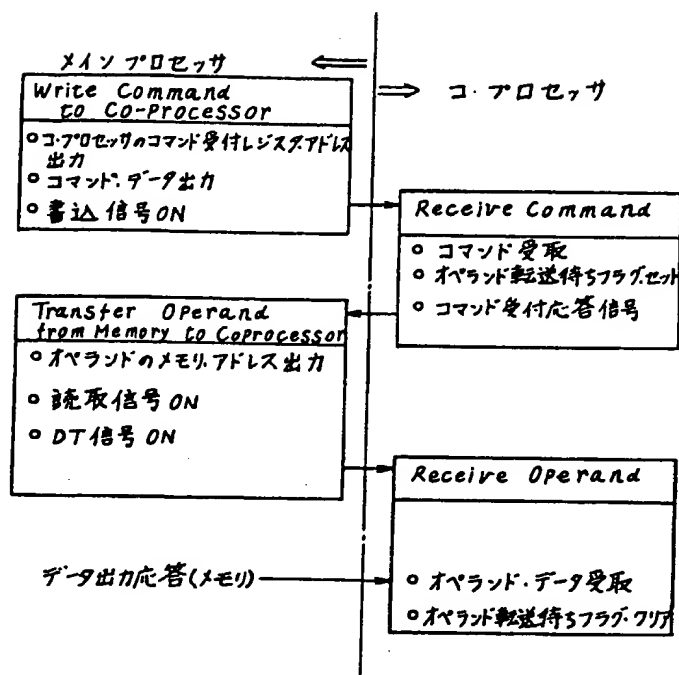 メインプロセッサ
コ・プロセッサ
Write Command
to Co-Processor
○コ・プロセッサのコマンド受付レジスタ・アドレス
出力
○コマンド・データ出力
○書込信号ON
Receive Command
○コマンド受取
○オペランド転送待ちフラグ・セット
○コマンド受付応答信号
Transfer Operand
from Memory to Coprocessor
○オペランドのメモリ・アドレス出力
○読取信号ON
○DT信号ON
Receive Operand
データ出力応答(メモリ)
○オペランド・データ受取
○オペランド転送待ちフラグ・クリア